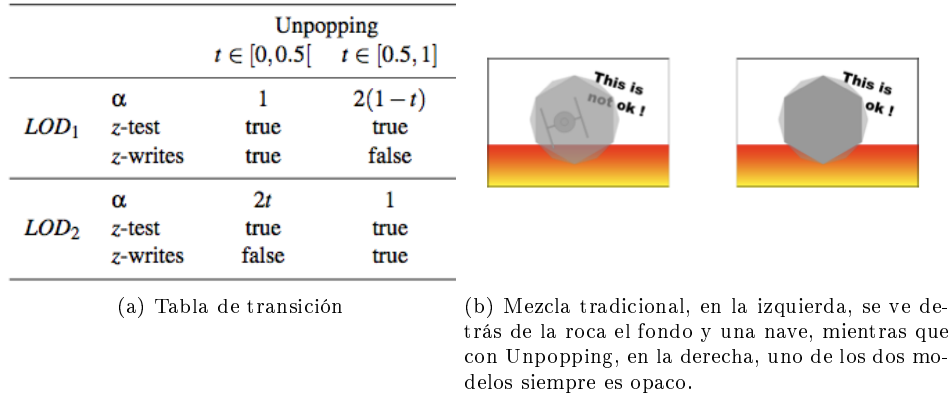 Unpopping
t ∈ [0, 0.5[ t ∈ [0.5, 1]
α 1 2(1 − t)
LOD₁ z-test true true
z-writes true false
α 2t 1
LOD₂ z-test true true
z-writes false true
(a) Tabla de transición
This is
not ok !
This is
ok !
(b) Mezcla tradicional, en la izquierda, se ve de-
trás de la roca el fondo y una nave, mientras que
con Unpopping, en la derecha, uno de los dos mo-
delos siempre es opaco.